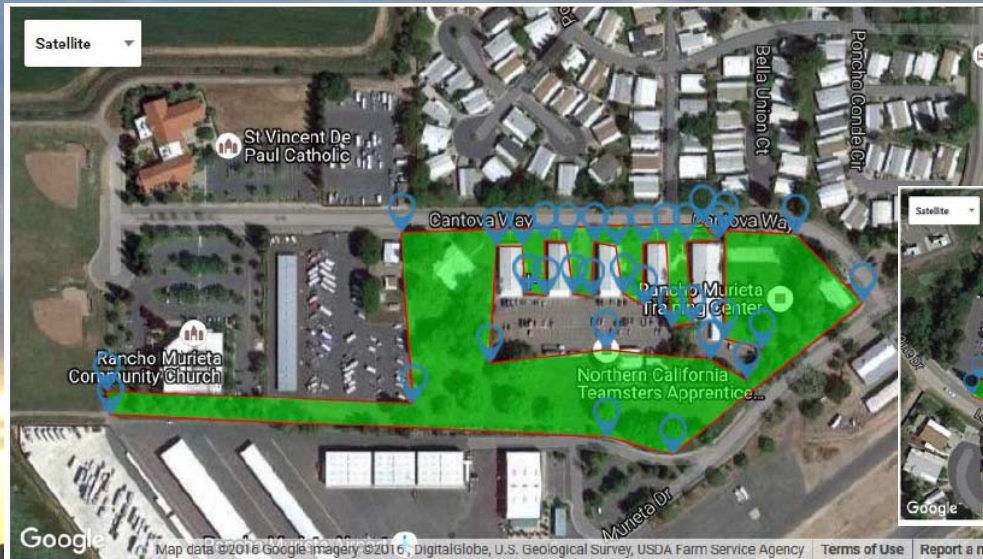 Satellite
St Vincent De
Paul Catholic
Bella Union Ct
Poncho Conde Cir
Cantova Way
Cantova Way
Satellite
Rancho Murieta
Training Center
Rancho Murieta
Community Church
Northern California
Teamsters Apprentice...
Murieta Dr
Google
Google
Map data ©2016 Google Imagery ©2016 , DigitalGlobe, U.S. Geological Survey, USDA Farm Service Agency
Terms of Use
Report a